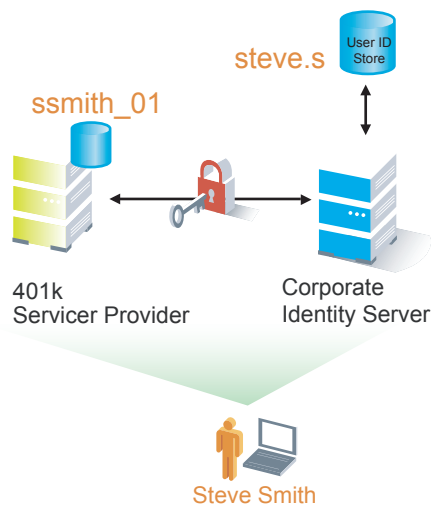 User ID
Store
steve.s
ssmith_01
401k
Servicer Provider
Corporate
Identity Server
Steve Smith